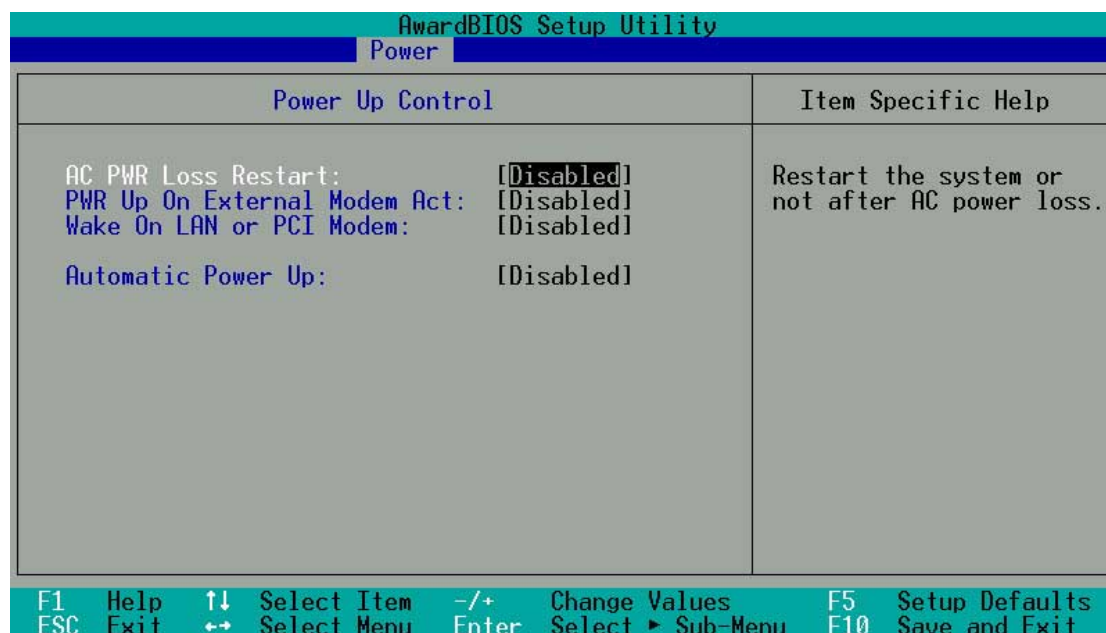 AwardBIOS Setup Utility
Power
Power Up Control
Item Specific Help
AC PWR Loss Restart: [Disabled]
PWR Up On External Modem Act: [Disabled]
Wake On LAN or PCI Modem: [Disabled]
Automatic Power Up: [Disabled]
Restart the system or
not after AC power loss.
F1 Help ↑↓ Select Item -/+ Change Values F5 Setup Defaults
ESC Exit ←→ Select Menu Enter Select ► Sub-Menu F10 Save and Exit